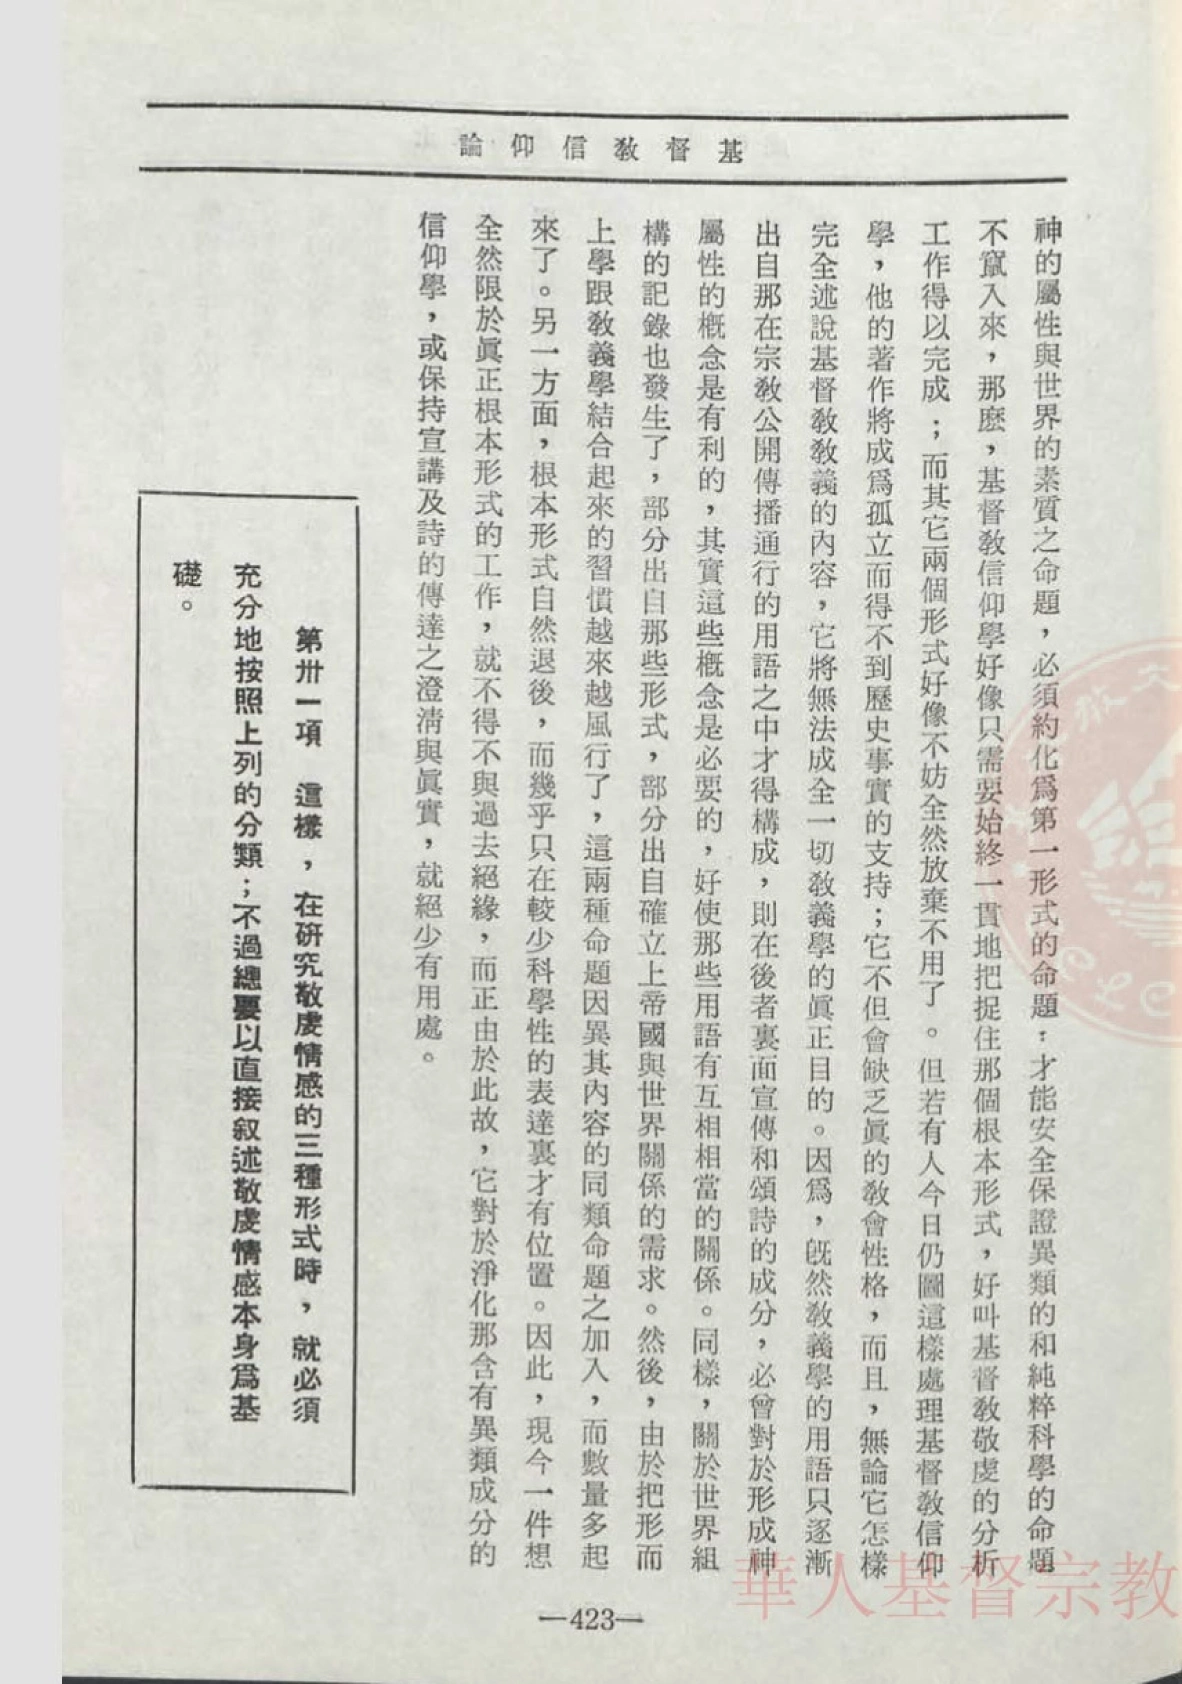 基督教信仰論
神的屬性與世界的素質之命題，必須約化爲第一形式的命題；才能安全保證異類的和純粹科學的命題
不竄入來，那麽，基督教信仰學好像只需要始終一貫地把捉住那個根本形式，好叫基督教敬虔的分析
工作得以完成；而其它兩個形式好像不妨全然放棄不用了。但若有人今日仍圖這樣處理基督教信仰
學，他的著作將成爲孤立而得不到歷史事實的支持；它不但會缺乏眞的教會性格，而且，無論它怎樣
完全述說基督教教義的內容，它將無法成全一切教義學的眞正目的。因爲，旣然教義學的用語只逐漸
出自那在宗教公開傳播通行的用語之中才得構成，則在後者裏面宣傳和頌詩的成分，必會對於形成神
屬性的概念是有利的，其實這些概念是必要的，好使那些用語有互相相當的關係。同樣，關於世界組
構的記錄也發生了，部分出自那些形式，部分出自確立上帝國與世界關係的需求。然後，由於把形而
上學跟教義學結合起來的習慣越來越風行了，這兩種命題因異其內容的同類命題之加入，而數量多起
來了。另一方面，根本形式自然退後，而幾乎只在較少科學性的表達裏才有位置。因此，現今一件想
全然限於眞正根本形式的工作，就不得不與過去絕緣，而正由於此故，它對於淨化那含有異類成分的
信仰學，或保持宣講及詩的傳達之澄淸與眞實，就絕少有用處。
第卅一項　這樣，在硏究敬虔情感的三種形式時，就必須
充分地按照上列的分類；不過總要以直接叙述敬虔情感本身爲基
礎。
—423—
華人基督宗教